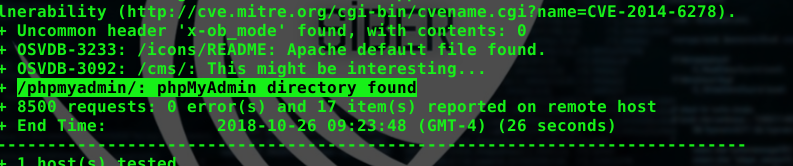 lnerability (http://cve.mitre.org/cgi-bin/cvename.cgi?name=CVE-2014-6278).
+ Uncommon header 'x-ob_mode' found, with contents: 0
+ OSVDB-3233: /icons/README: Apache default file found.
+ OSVDB-3092: /cms/: This might be interesting...
+ /phpmyadmin/: phpMyAdmin directory found
+ 8500 requests: 0 error(s) and 17 item(s) reported on remote host
+ End Time:           2018-10-26 09:23:48 (GMT-4) (26 seconds)
---------------------------------------------------------------------------
+ 1 host(s) tested